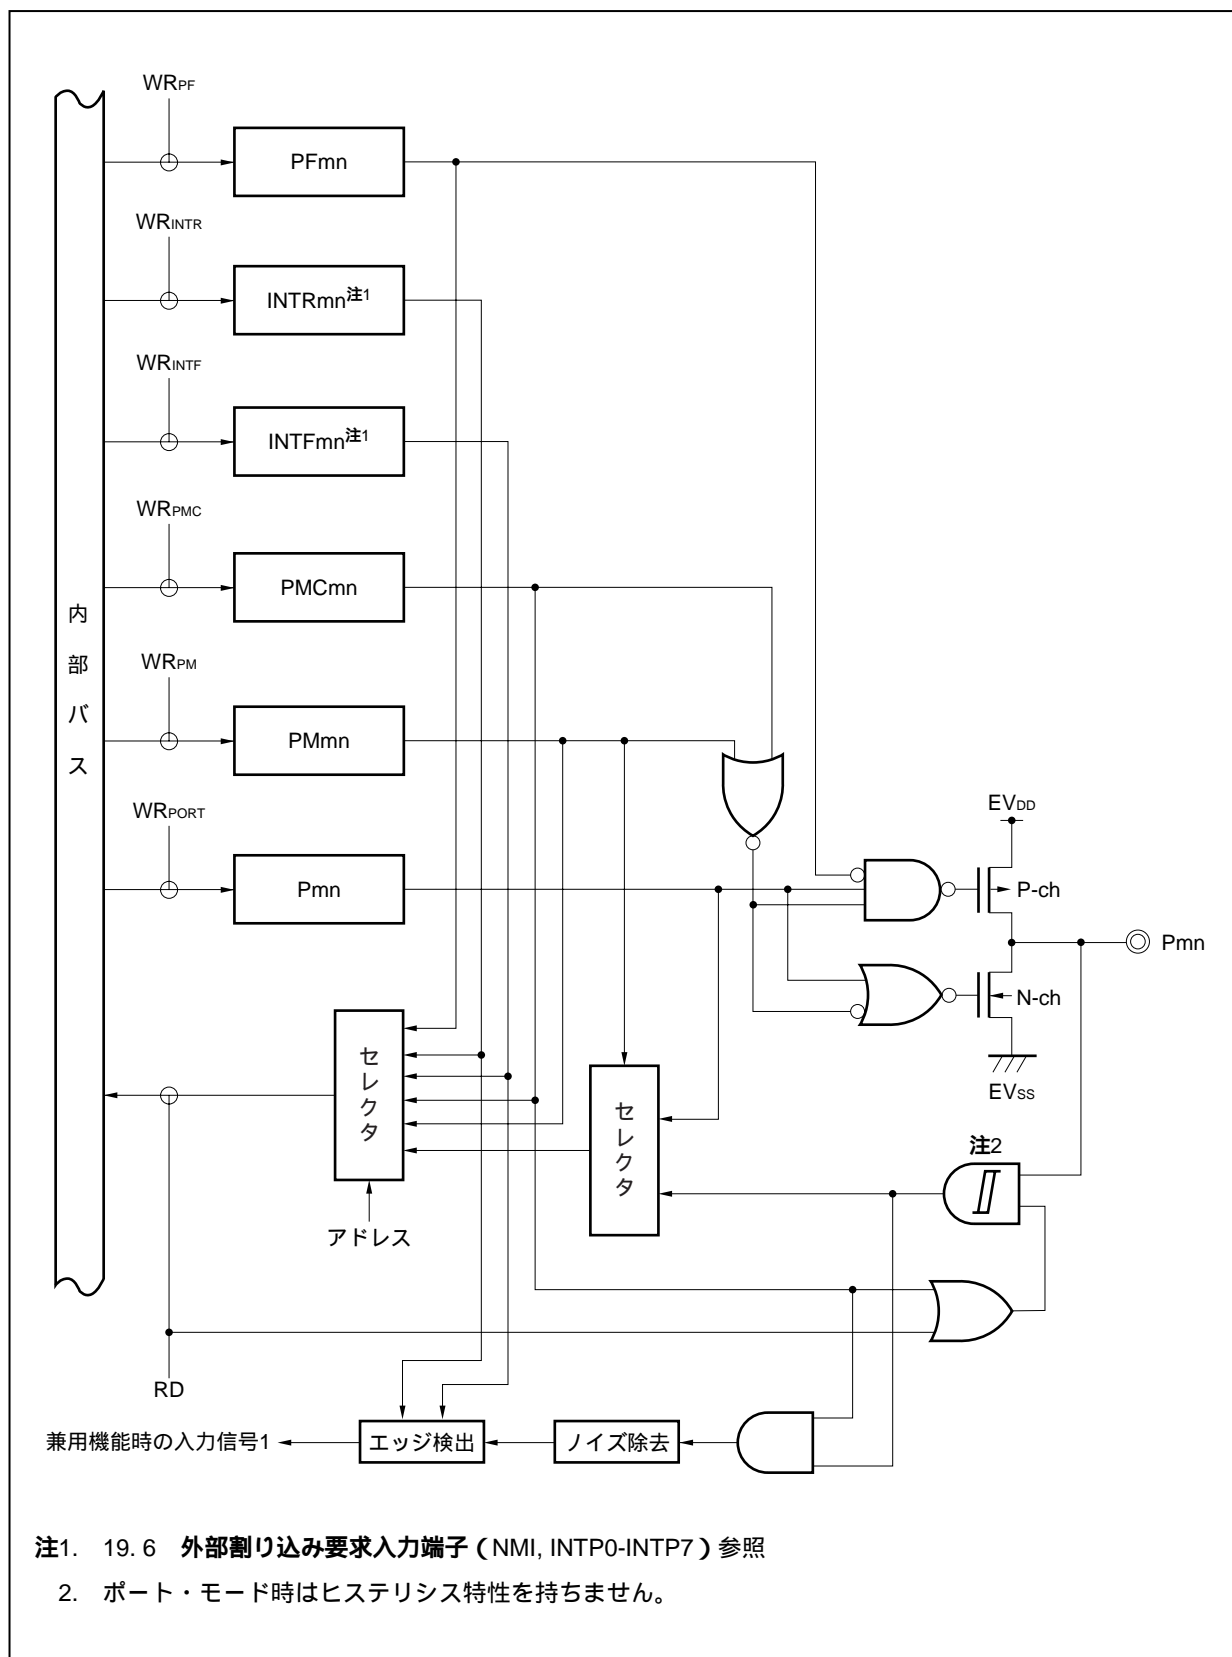 WRPF
PFmn
WRINTR
INTRmn注1
WRINTF
INTFmn注1
WRPMC
PMCmn
内部バス
WRPM
PMmn
WRPORT
Pmn
EVDD
P-ch
Pmn
N-ch
EVSS
セレクタ
セレクタ
注2
アドレス
RD
兼用機能時の入力信号1
エッジ検出
ノイズ除去
注1. 19. 6 外部割り込み要求入力端子(NMI, INTP0-INTP7)参照
2. ポート・モード時はヒステリシス特性を持ちません。